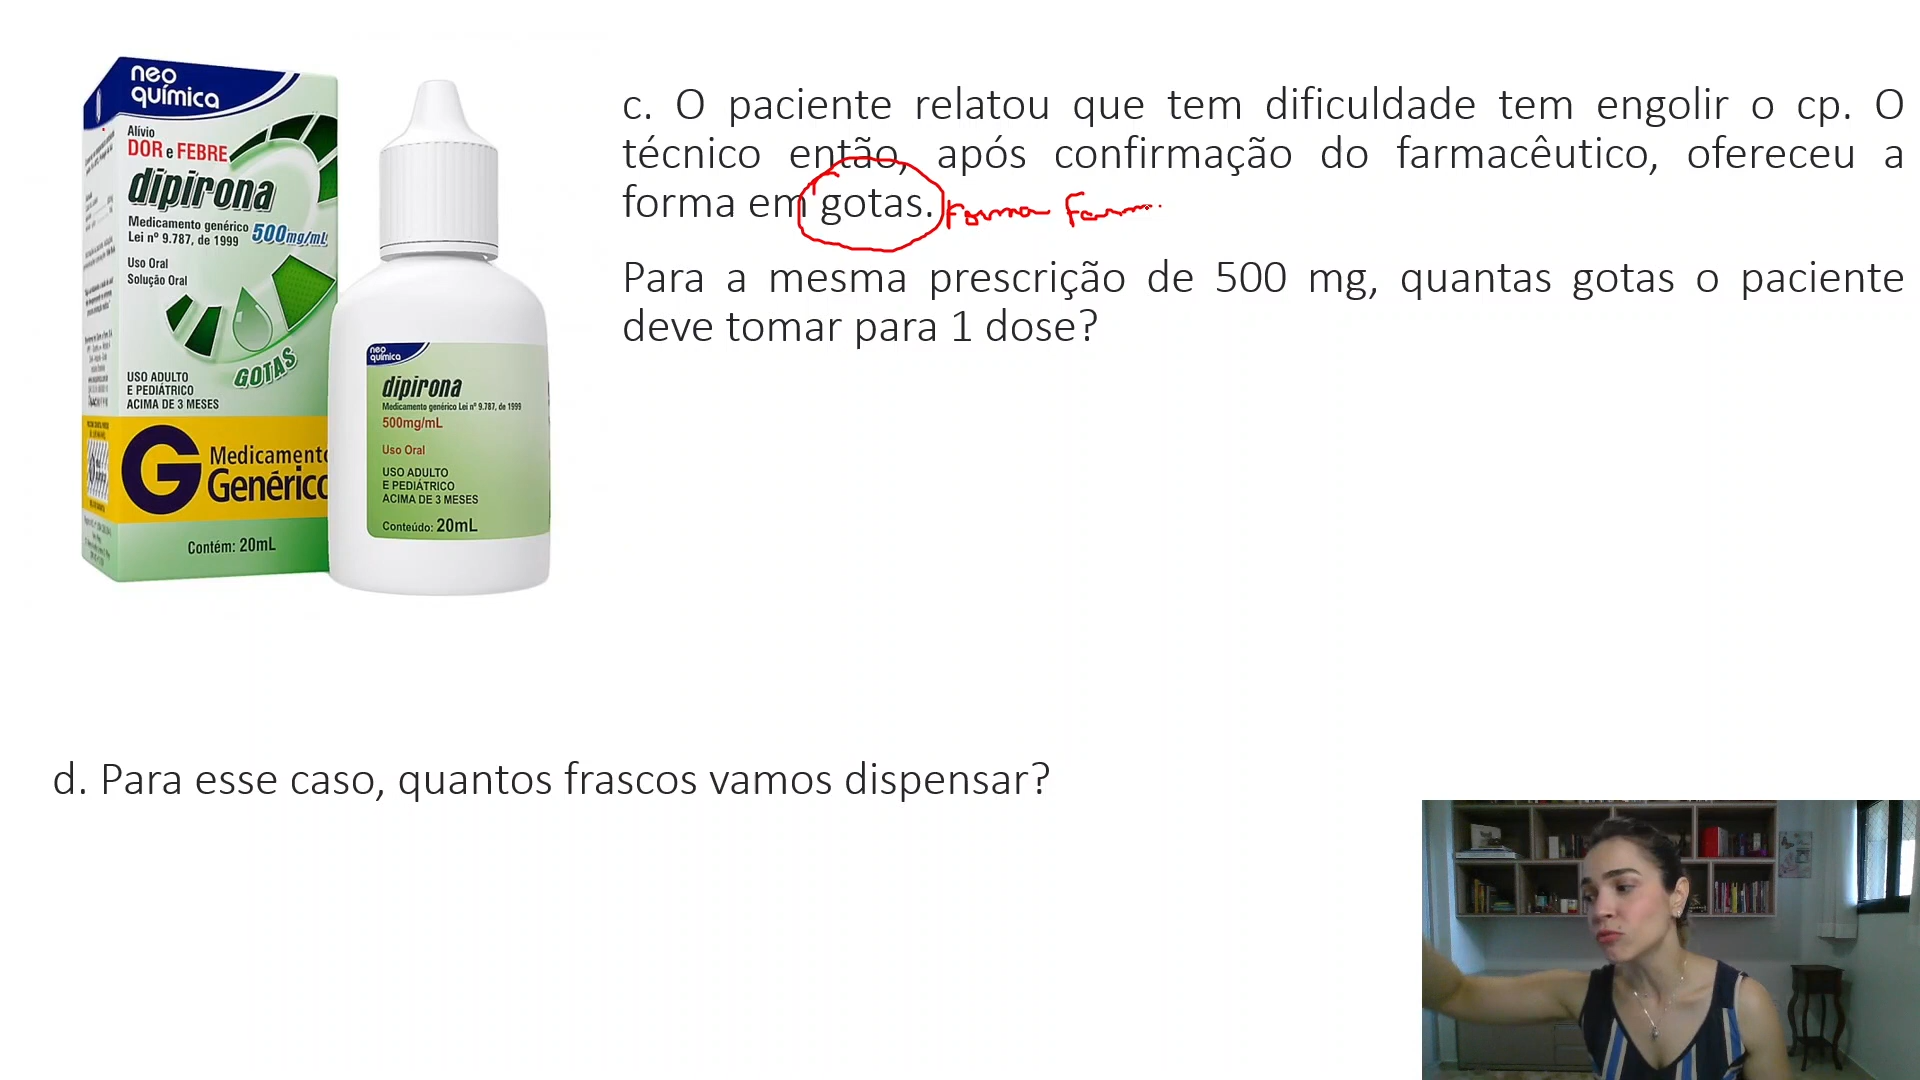 neo
química
Alívio
DOR e FEBRE
dipirona
Medicamento genérico
Lei nº 9.787, de 1999
500mg/mL
Uso Oral
Solução Oral
GOTAS
USO ADULTO
E PEDIÁTRICO
ACIMA DE 3 MESES
G Medicamento
Genérico
Contém: 20mL
neo
química
dipirona
Medicamento genérico Lei nº 9.787, de 1999
500mg/mL
Uso Oral
USO ADULTO
E PEDIÁTRICO
ACIMA DE 3 MESES
Conteúdo: 20mL
c. O paciente relatou que tem dificuldade tem engolir o cp. O
técnico então, após confirmação do farmacêutico, ofereceu a
forma em gotas. Forma Farm.
Para a mesma prescrição de 500 mg, quantas gotas o paciente
deve tomar para 1 dose?
d. Para esse caso, quantos frascos vamos dispensar?